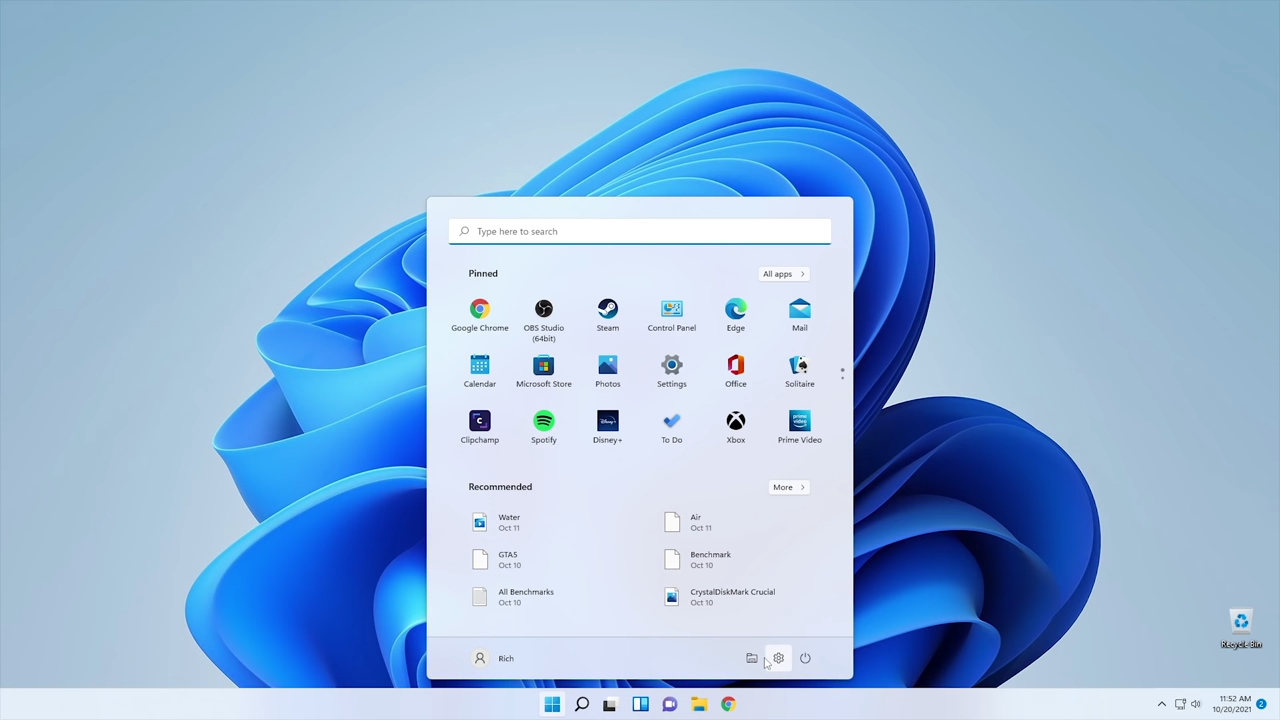 Type here to search
Pinned
All apps
Google Chrome
OBS Studio
(64bit)
Steam
Control Panel
Edge
Mail
Calendar
Microsoft Store
Photos
Settings
Office
Solitaire
Clipchamp
Spotify
Disney+
To Do
Xbox
Prime Video
Recommended
More
Water
Oct 11
Air
Oct 11
GTA5
Oct 10
Benchmark
Oct 10
All Benchmarks
Oct 10
CrystalDiskMark Crucial
Oct 10
Rich
Recycle Bin
11:52 AM
10/20/2021
2